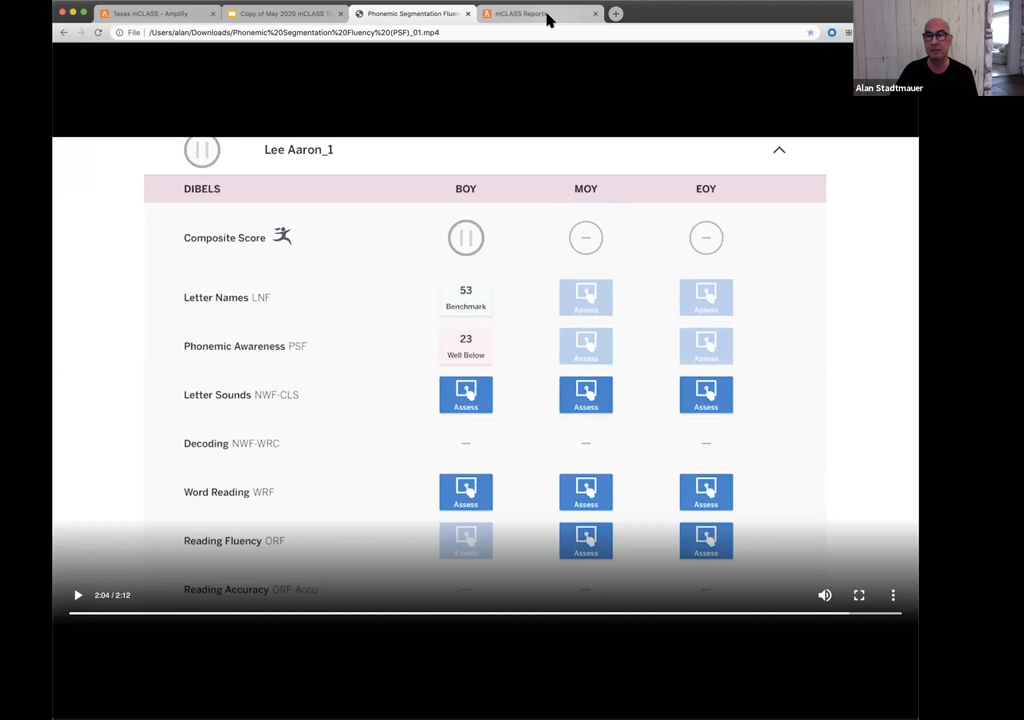 Texas mCLASS - Amplify
Copy of May 2020 mCLASS T
Phonemic Segmentation Fluen
mCLASS Reports
File
/Users/alan/Downloads/Phonemic%20Segmentation%20Fluency%20(PSF)_01.mp4
Alan Stadtmauer
Lee Aaron_1
DIBELS BOY MOY EOY
Composite Score
Letter Names LNF 53 Benchmark Assess Assess
Phonemic Awareness PSF 23 Well Below Assess Assess
Letter Sounds NWF-CLS Assess Assess Assess
Decoding NWF-WRC
Word Reading WRF Assess Assess Assess
Reading Fluency ORF Assess Assess Assess
Reading Accuracy ORF-Accu
2:04 / 2:12